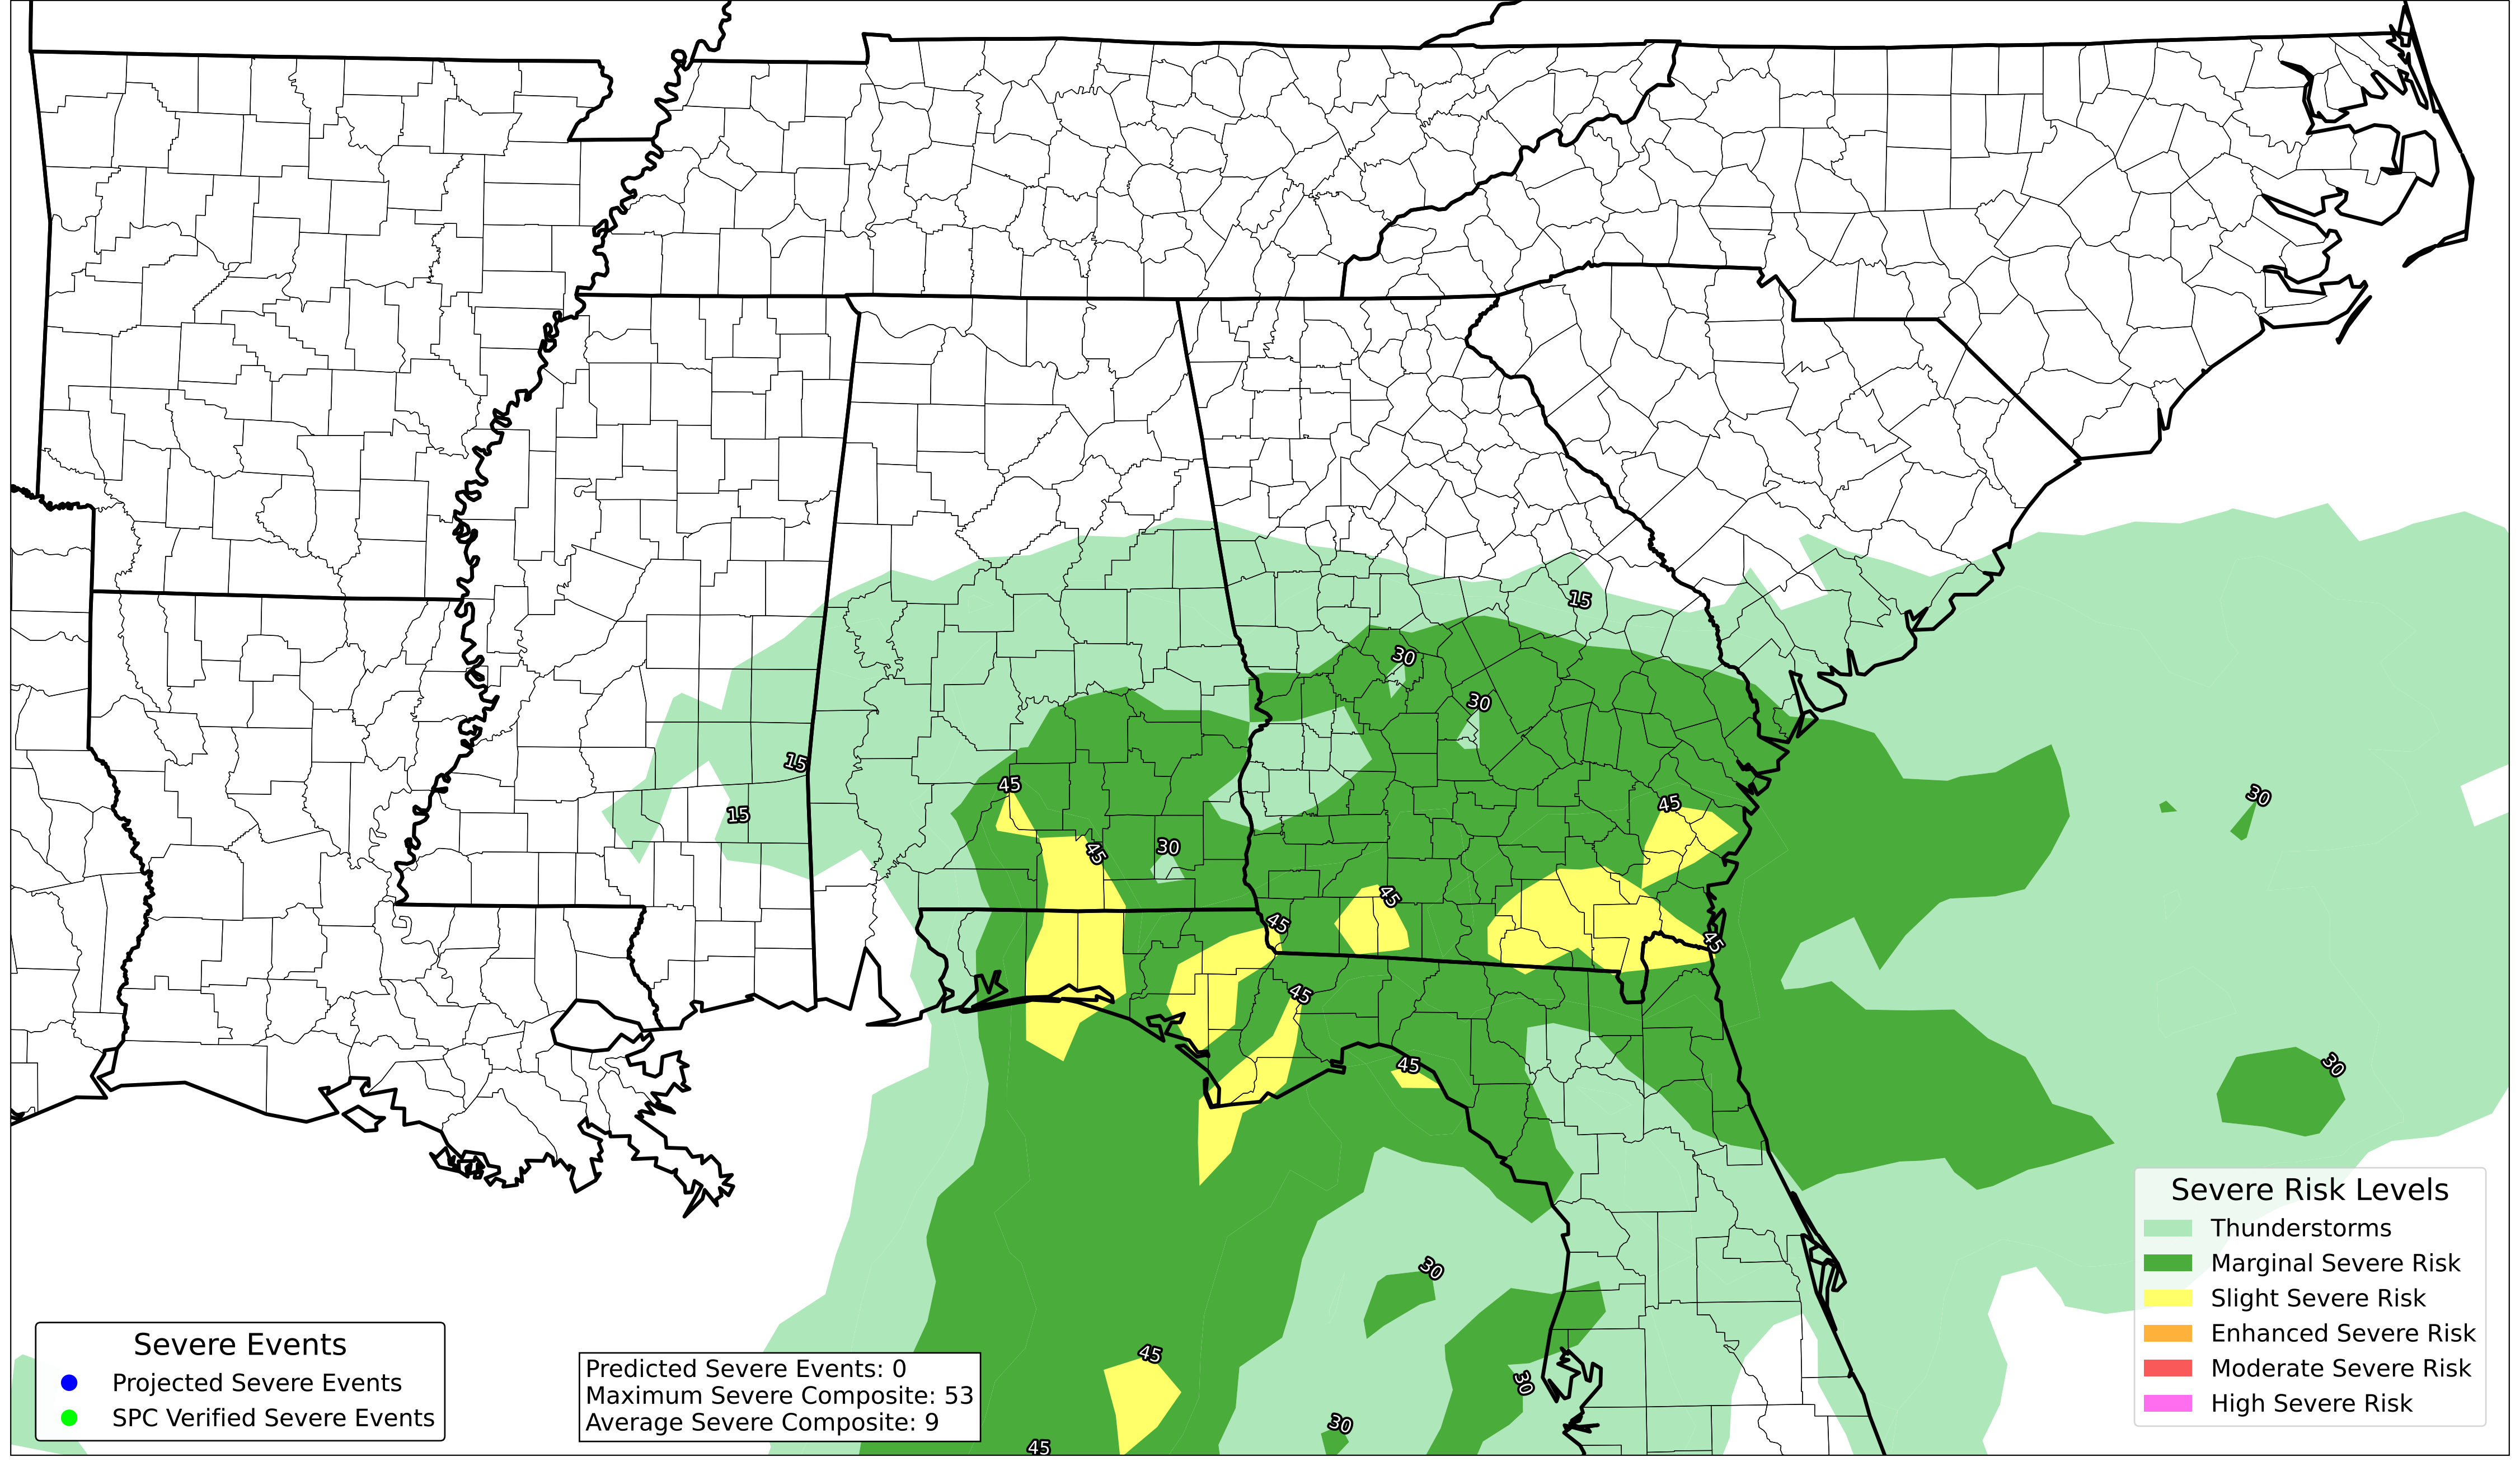 15
30
30
15
45
30
15
45
45
30
45
45
45
45
45
30
30
45
30
30
45
Severe Risk Levels
Thunderstorms
Marginal Severe Risk
Slight Severe Risk
Enhanced Severe Risk
Moderate Severe Risk
High Severe Risk
Severe Events
Projected Severe Events
SPC Verified Severe Events
Predicted Severe Events: 0
Maximum Severe Composite: 53
Average Severe Composite: 9
45
30